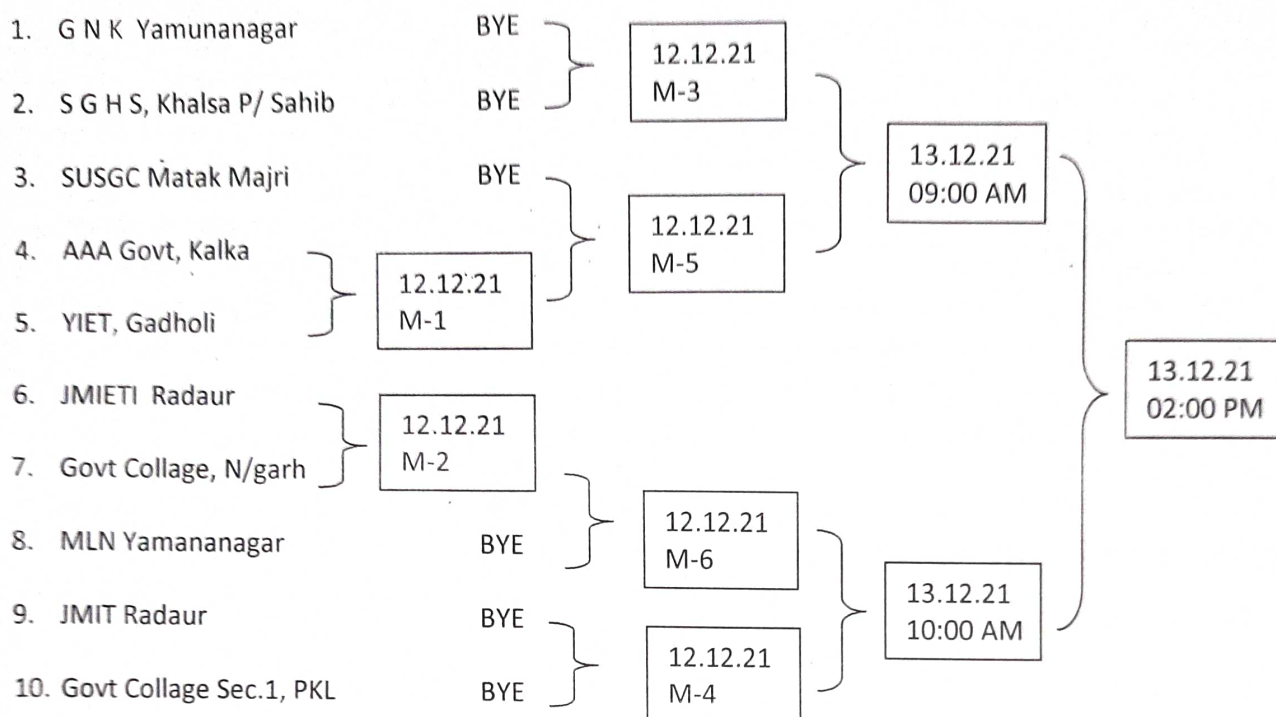 1. G N K Yamunanagar BYE
12.12.21
M-3
2. S G H S, Khalsa P/ Sahib BYE
13.12.21
09:00 AM
3. SUSGC Matak Majri BYE
12.12.21
M-5
4. AAA Govt, Kalka
12.12.21
M-1
5. YIET, Gadholi
13.12.21
02:00 PM
6. JMIETI Radaur
12.12.21
M-2
7. Govt Collage, N/garh
12.12.21
M-6
8. MLN Yamananagar BYE
13.12.21
10:00 AM
9. JMIT Radaur BYE
12.12.21
M-4
10. Govt Collage Sec.1, PKL BYE